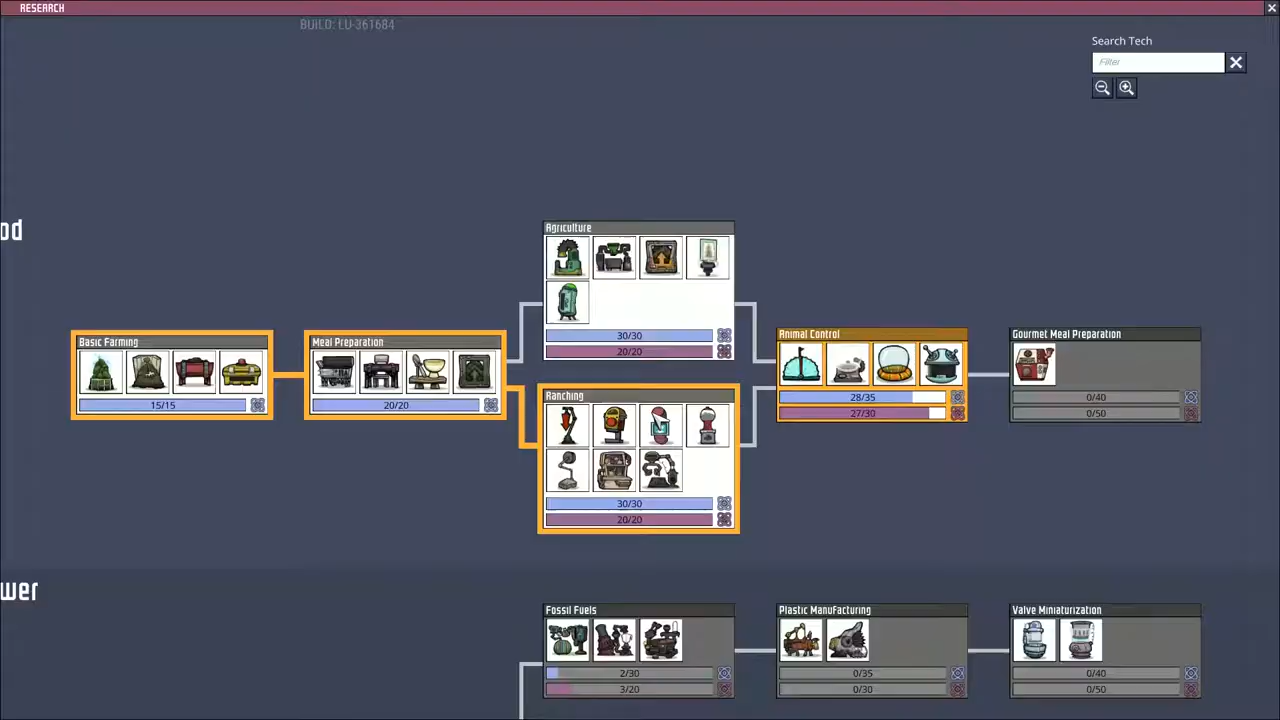 RESEARCH
BUILD: LU-361684
Search Tech
Filter
od
Agriculture
30/30
20/20
Basic Farming
15/15
Meal Preparation
20/20
Ranching
30/30
20/20
Animal Control
28/35
27/30
Gourmet Meal Preparation
0/40
0/50
wer
Fossil Fuels
2/30
3/20
Plastic Manufacturing
0/35
0/30
Valve Miniaturization
0/40
0/50